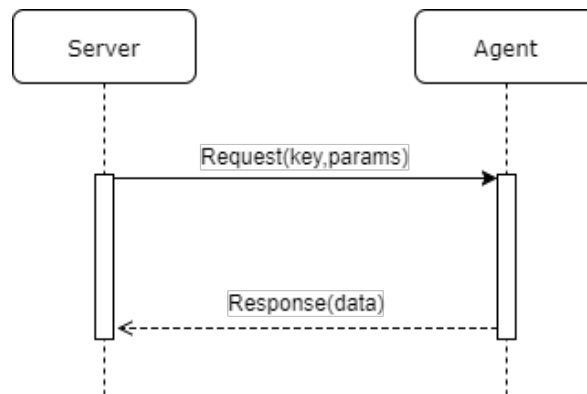 Server
Agent
Request(key,params)
Response(data)